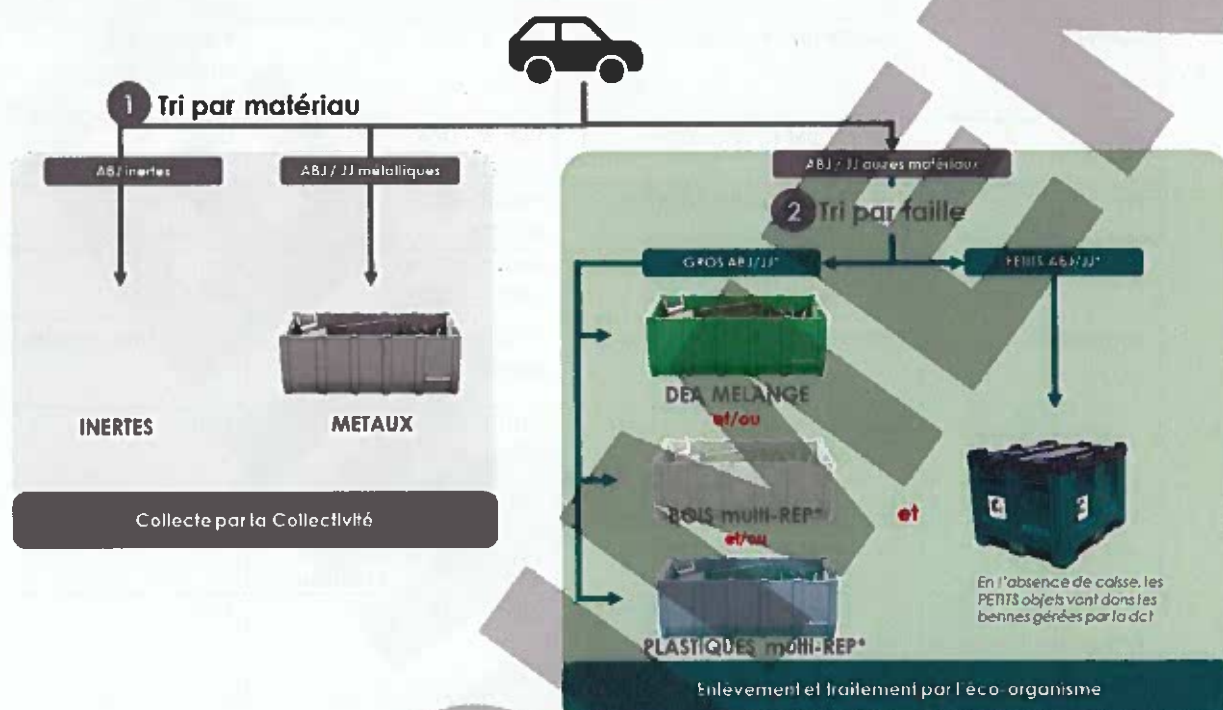 1 Tri par matériau
ABJ inertes
ABJ / JJ métalliques
ABJ / JJ autres matériaux
2 Tri par taille
GROS ABJ/JJ*
PETITS ABJ/JJ*
INERTES
METAUX
DEA MELANGE
et/ou
BOIS multi-REP*
et/ou
PLASTIQUES multi-REP*
et
En l'absence de caisse, les
PETITS objets vont dans les
bennes gérées par la dct
Collecte par la Collectivité
Enlèvement et traitement par l'éco-organisme